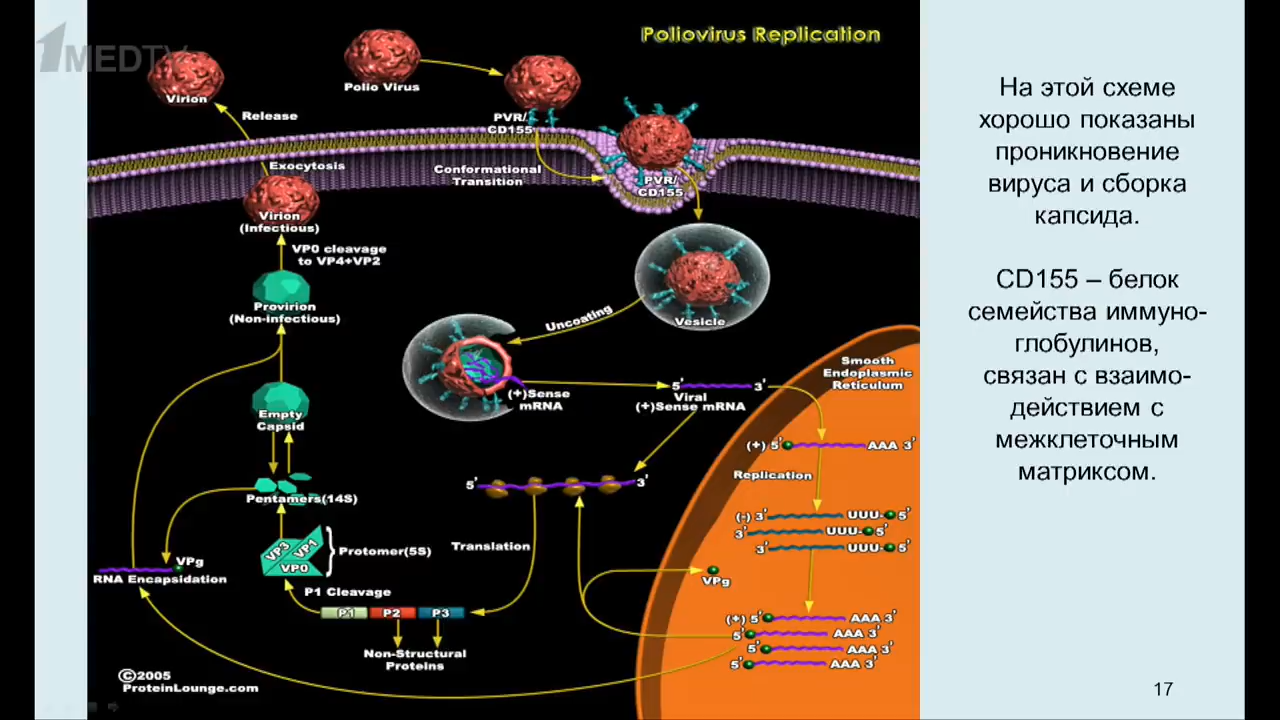 1MEDTV
Poliovirus Replication
Virion
Polio Virus
Release
PVR/
CD155
Exocytosis
Conformational
Transition
PVR/
CD155
Virion
(Infectious)
VP0 cleavage
to VP4+VP2
Provirion
(Non-infectious)
Vesicle
Uncoating
(+)Sense
mRNA
5' 3'
Viral
(+)Sense mRNA
Smooth
Endoplasmic
Reticulum
Empty
Capsid
(+) 5' AAA 3'
Replication
5' 3'
Pentamers(14S)
(-) 3' UUU- 5'
3' UUU- 5'
3' UUU- 5'
VP3
VP1
VP0
Protomer(5S)
Translation
VPg
RNA Encapsidation
VPg
P1 Cleavage
P1 P2 P3
(+) 5' AAA 3'
5' AAA 3'
5' AAA 3'
5' AAA 3'
Non-Structural
Proteins
©2005
ProteinLounge.com
На этой схеме
хорошо показаны
проникновение
вируса и сборка
капсида.
CD155 – белок
семейства иммуно-
глобулинов,
связан с взаимо-
действием с
межклеточным
матриксом.
17